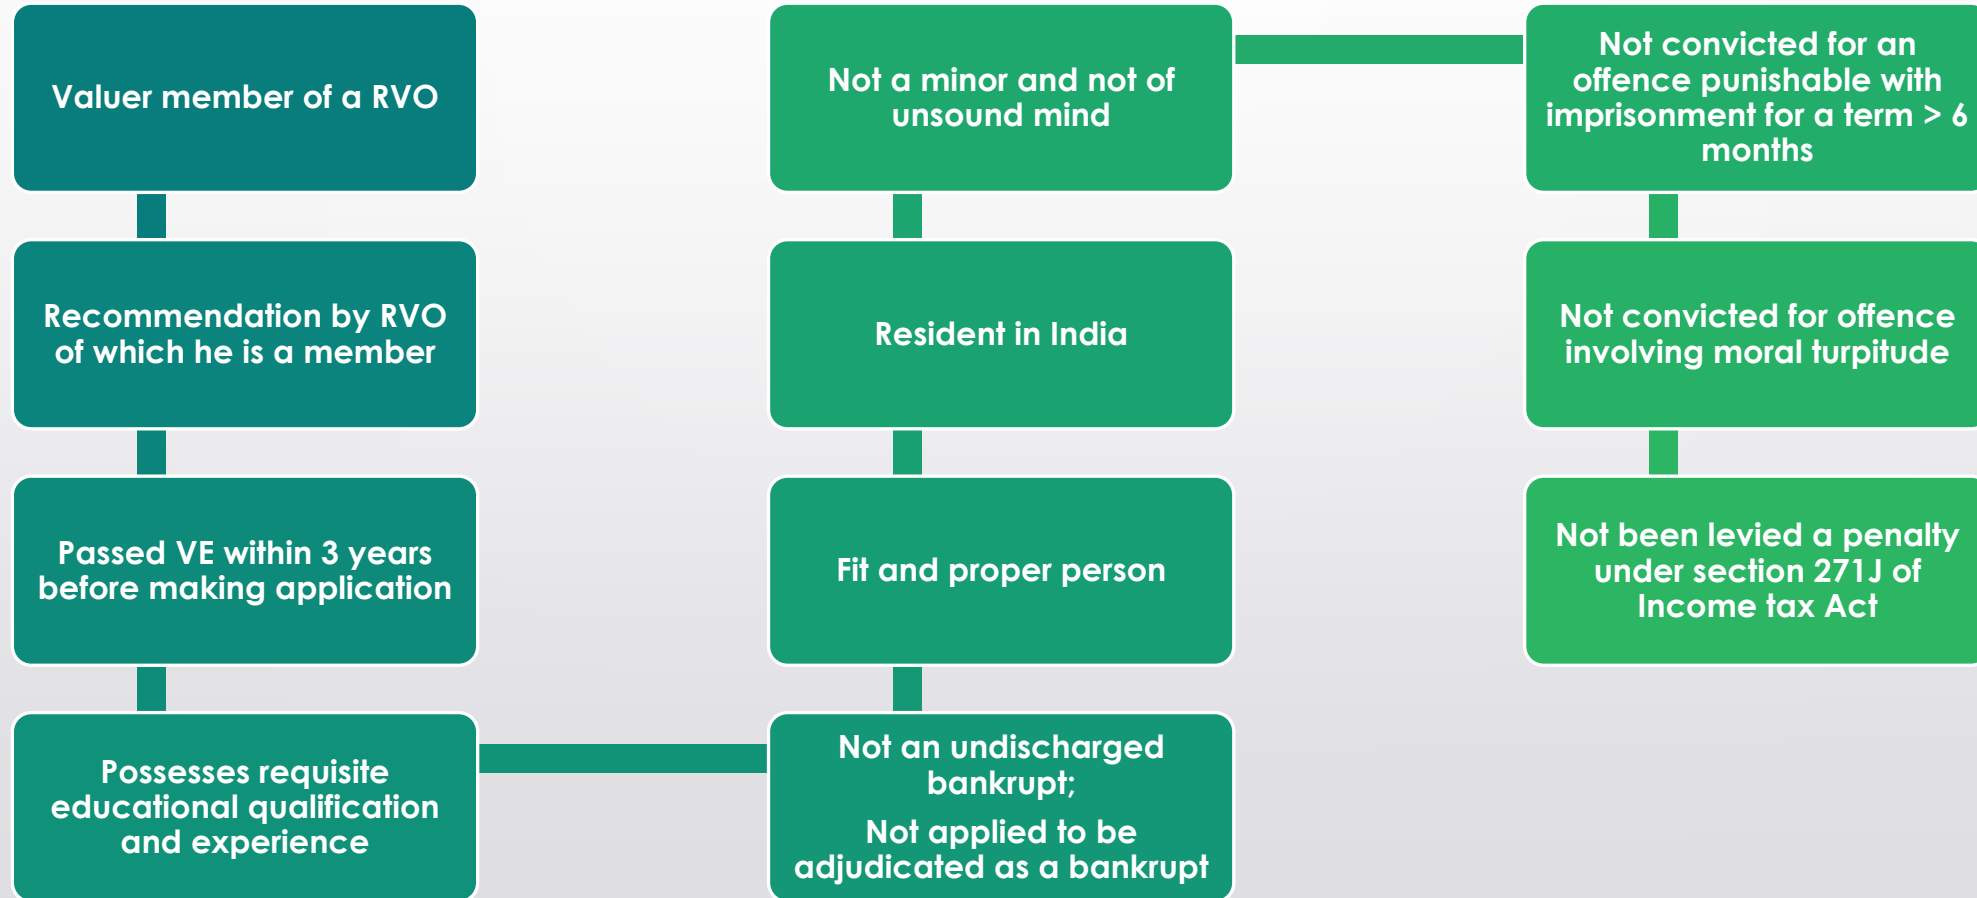 Valuer member of a RVO
Recommendation by RVO
of which he is a member
Passed VE within 3 years
before making application
Possesses requisite
educational qualification
and experience
Not an undischarged
bankrupt;
Not applied to be
adjudicated as a bankrupt
Fit and proper person
Resident in India
Not a minor and not of
unsound mind
Not convicted for an
offence punishable with
imprisonment for a term > 6
months
Not convicted for offence
involving moral turpitude
Not been levied a penalty
under section 271J of
Income tax Act